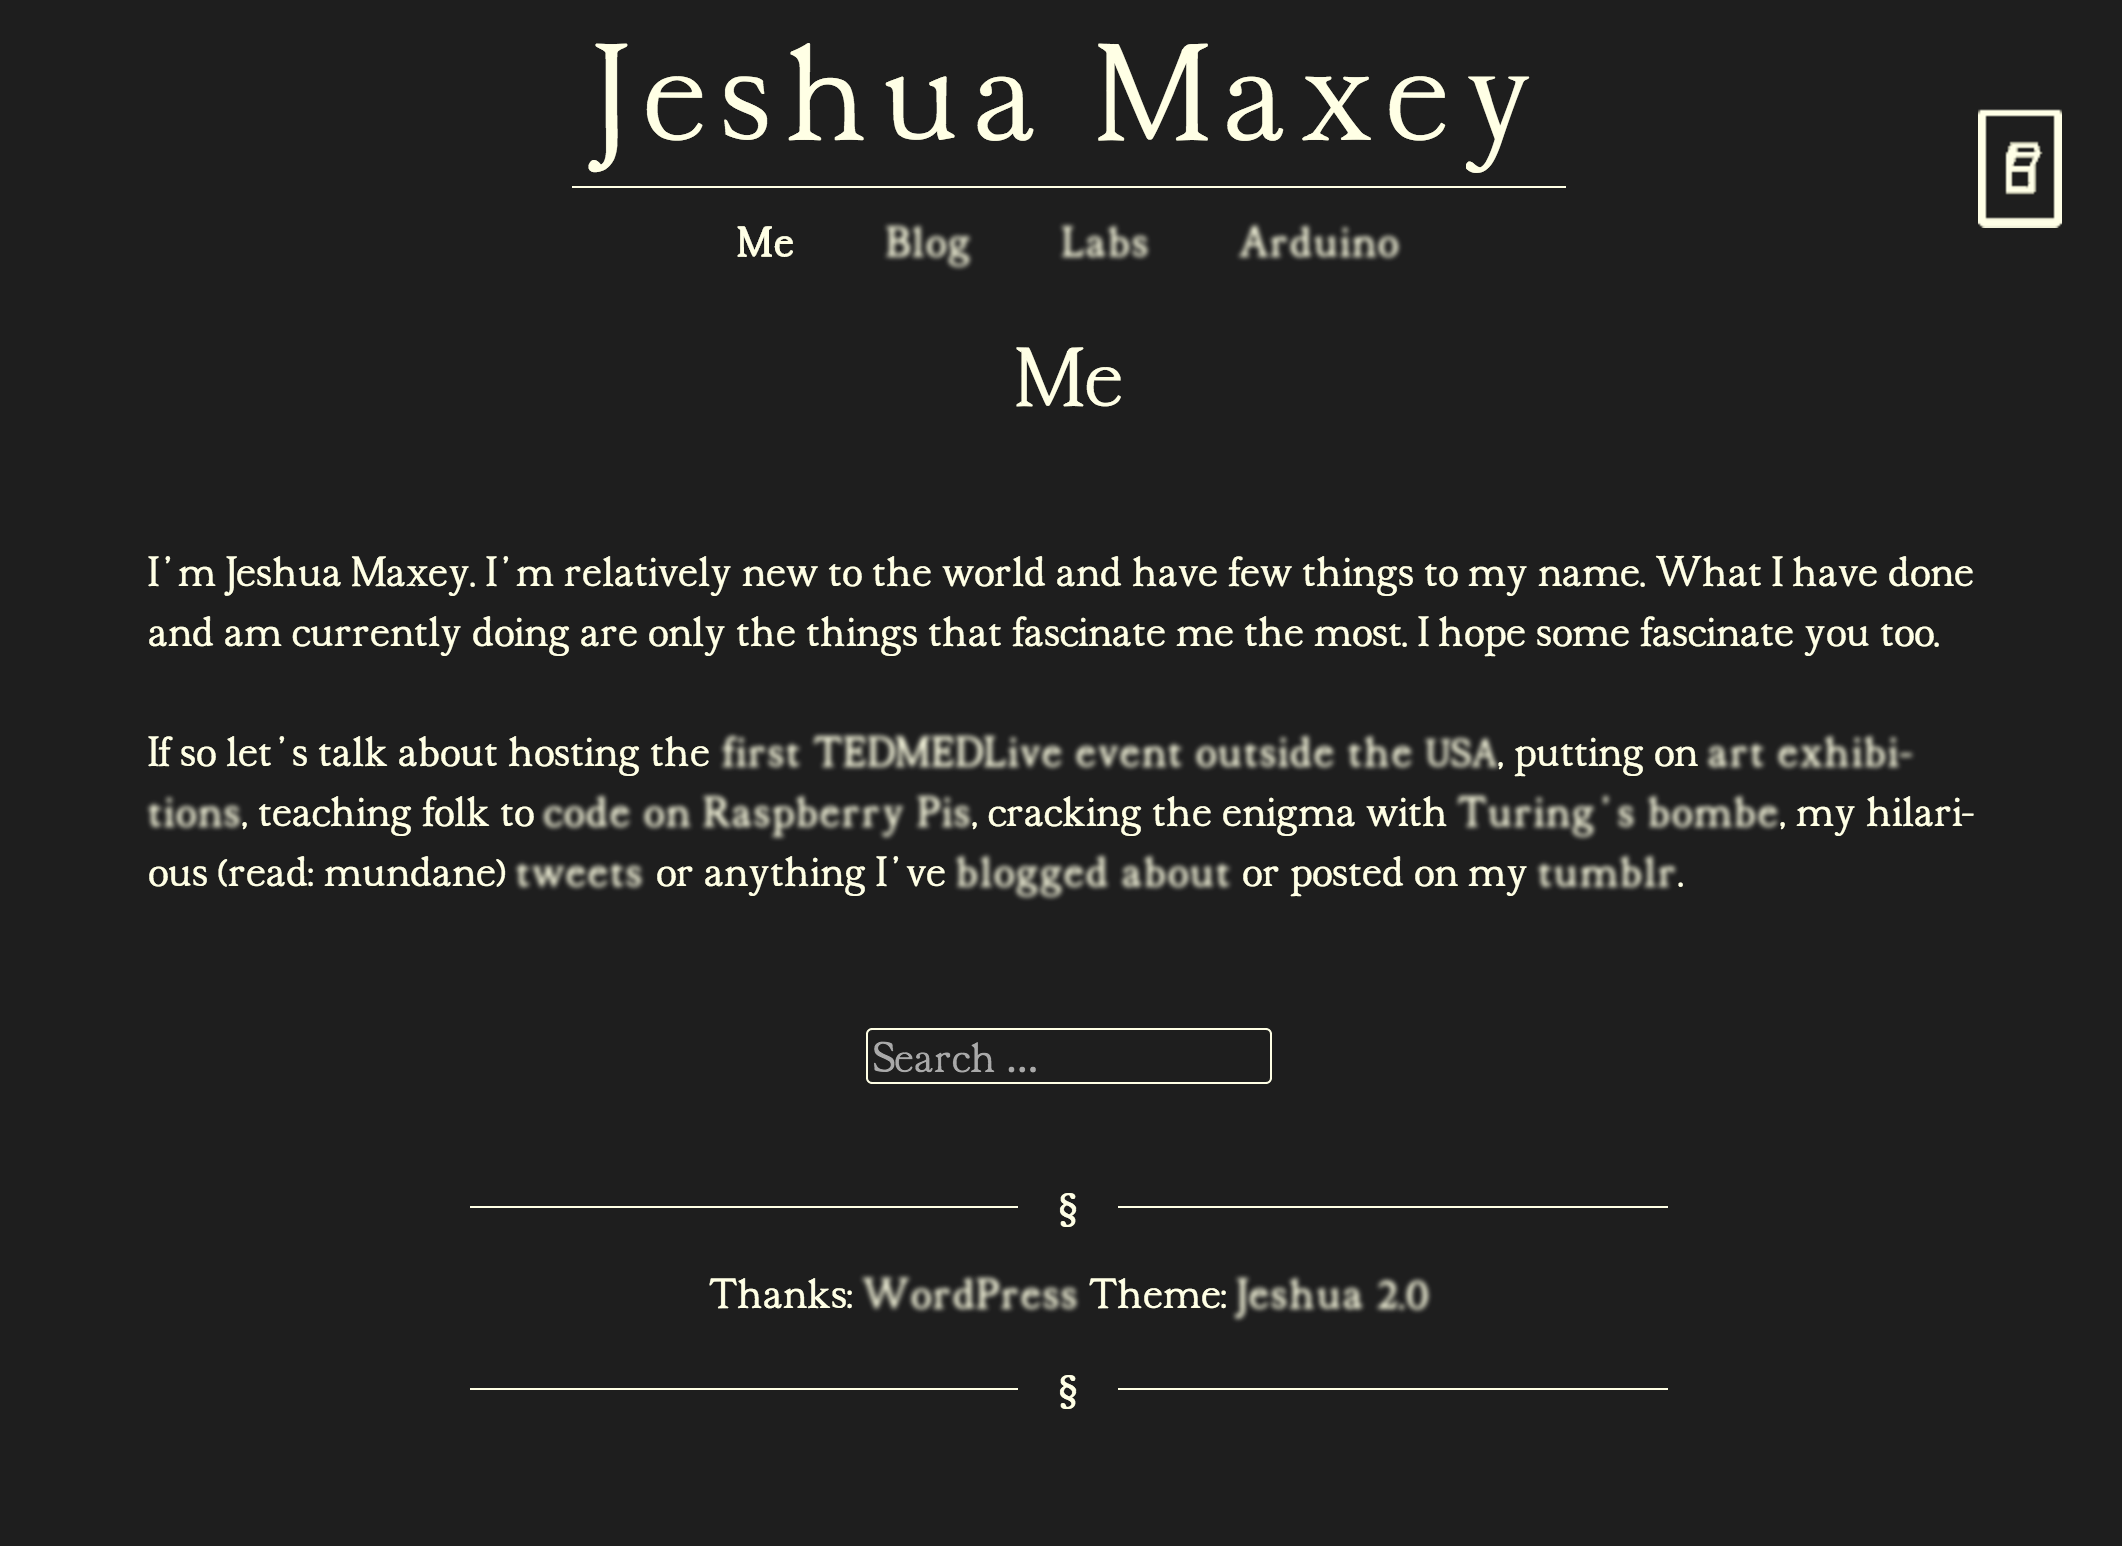 Jeshua Maxey
Me Blog Labs Arduino
Me
I'm Jeshua Maxey. I'm relatively new to the world and have few things to my name. What I have done
and am currently doing are only the things that fascinate me the most. I hope some fascinate you too.
If so let's talk about hosting the first TEDMEDLive event outside the USA, putting on art exhibi-
tions, teaching folk to code on Raspberry Pis, cracking the enigma with Turing's bombe, my hilari-
ous (read: mundane) tweets or anything I've blogged about or posted on my tumblr.
Search ...
§
Thanks: WordPress Theme: Jeshua 2.0
§